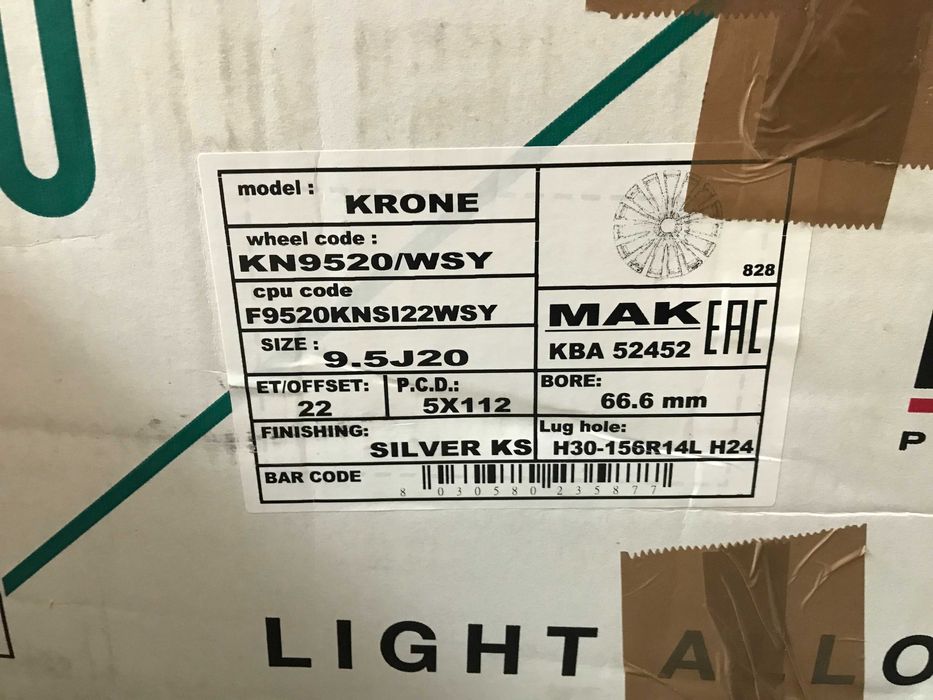 model :
KRONE
wheel code :
KN9520/WSY
cpu code
F9520KNSI22WSY
SIZE :
9.5J20
ET/OFFSET:
22
P.C.D.:
5X112
FINISHING:
SILVER KS
BAR CODE
8 030580 235877
828
MAK EAC
KBA 52452
BORE:
66.6 mm
Lug hole:
H30-156R14L H24
P
LIGHT ALLO